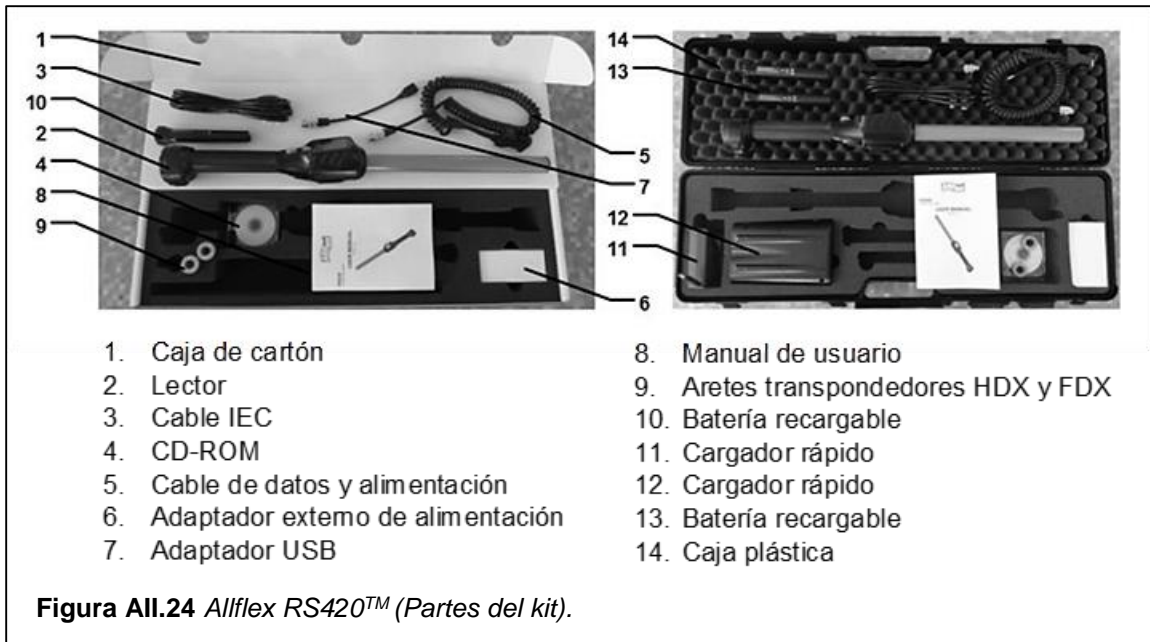 1
3
10
2
4
8
9
5
7
6
14
13
12
11
1. Caja de cartón
2. Lector
3. Cable IEC
4. CD-ROM
5. Cable de datos y alimentación
6. Adaptador externo de alimentación
7. Adaptador USB
8. Manual de usuario
9. Aretes transpondedores HDX y FDX
10. Batería recargable
11. Cargador rápido
12. Cargador rápido
13. Batería recargable
14. Caja plástica
Figura AII.24 Allflex RS420TM (Partes del kit).